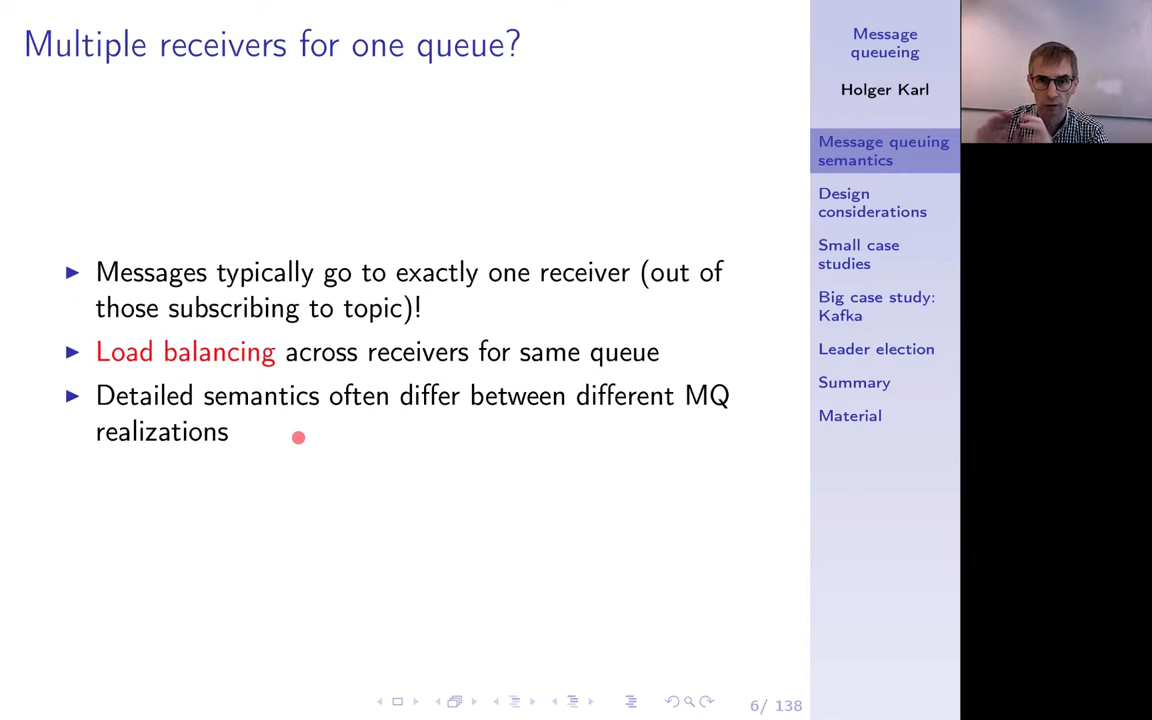 Multiple receivers for one queue?
Messages typically go to exactly one receiver (out of
those subscribing to topic)!
Load balancing across receivers for same queue
Detailed semantics often differ between different MQ
realizations
Message
queueing
Holger Karl
Message queuing
semantics
Design
considerations
Small case
studies
Big case study:
Kafka
Leader election
Summary
Material
6/ 138